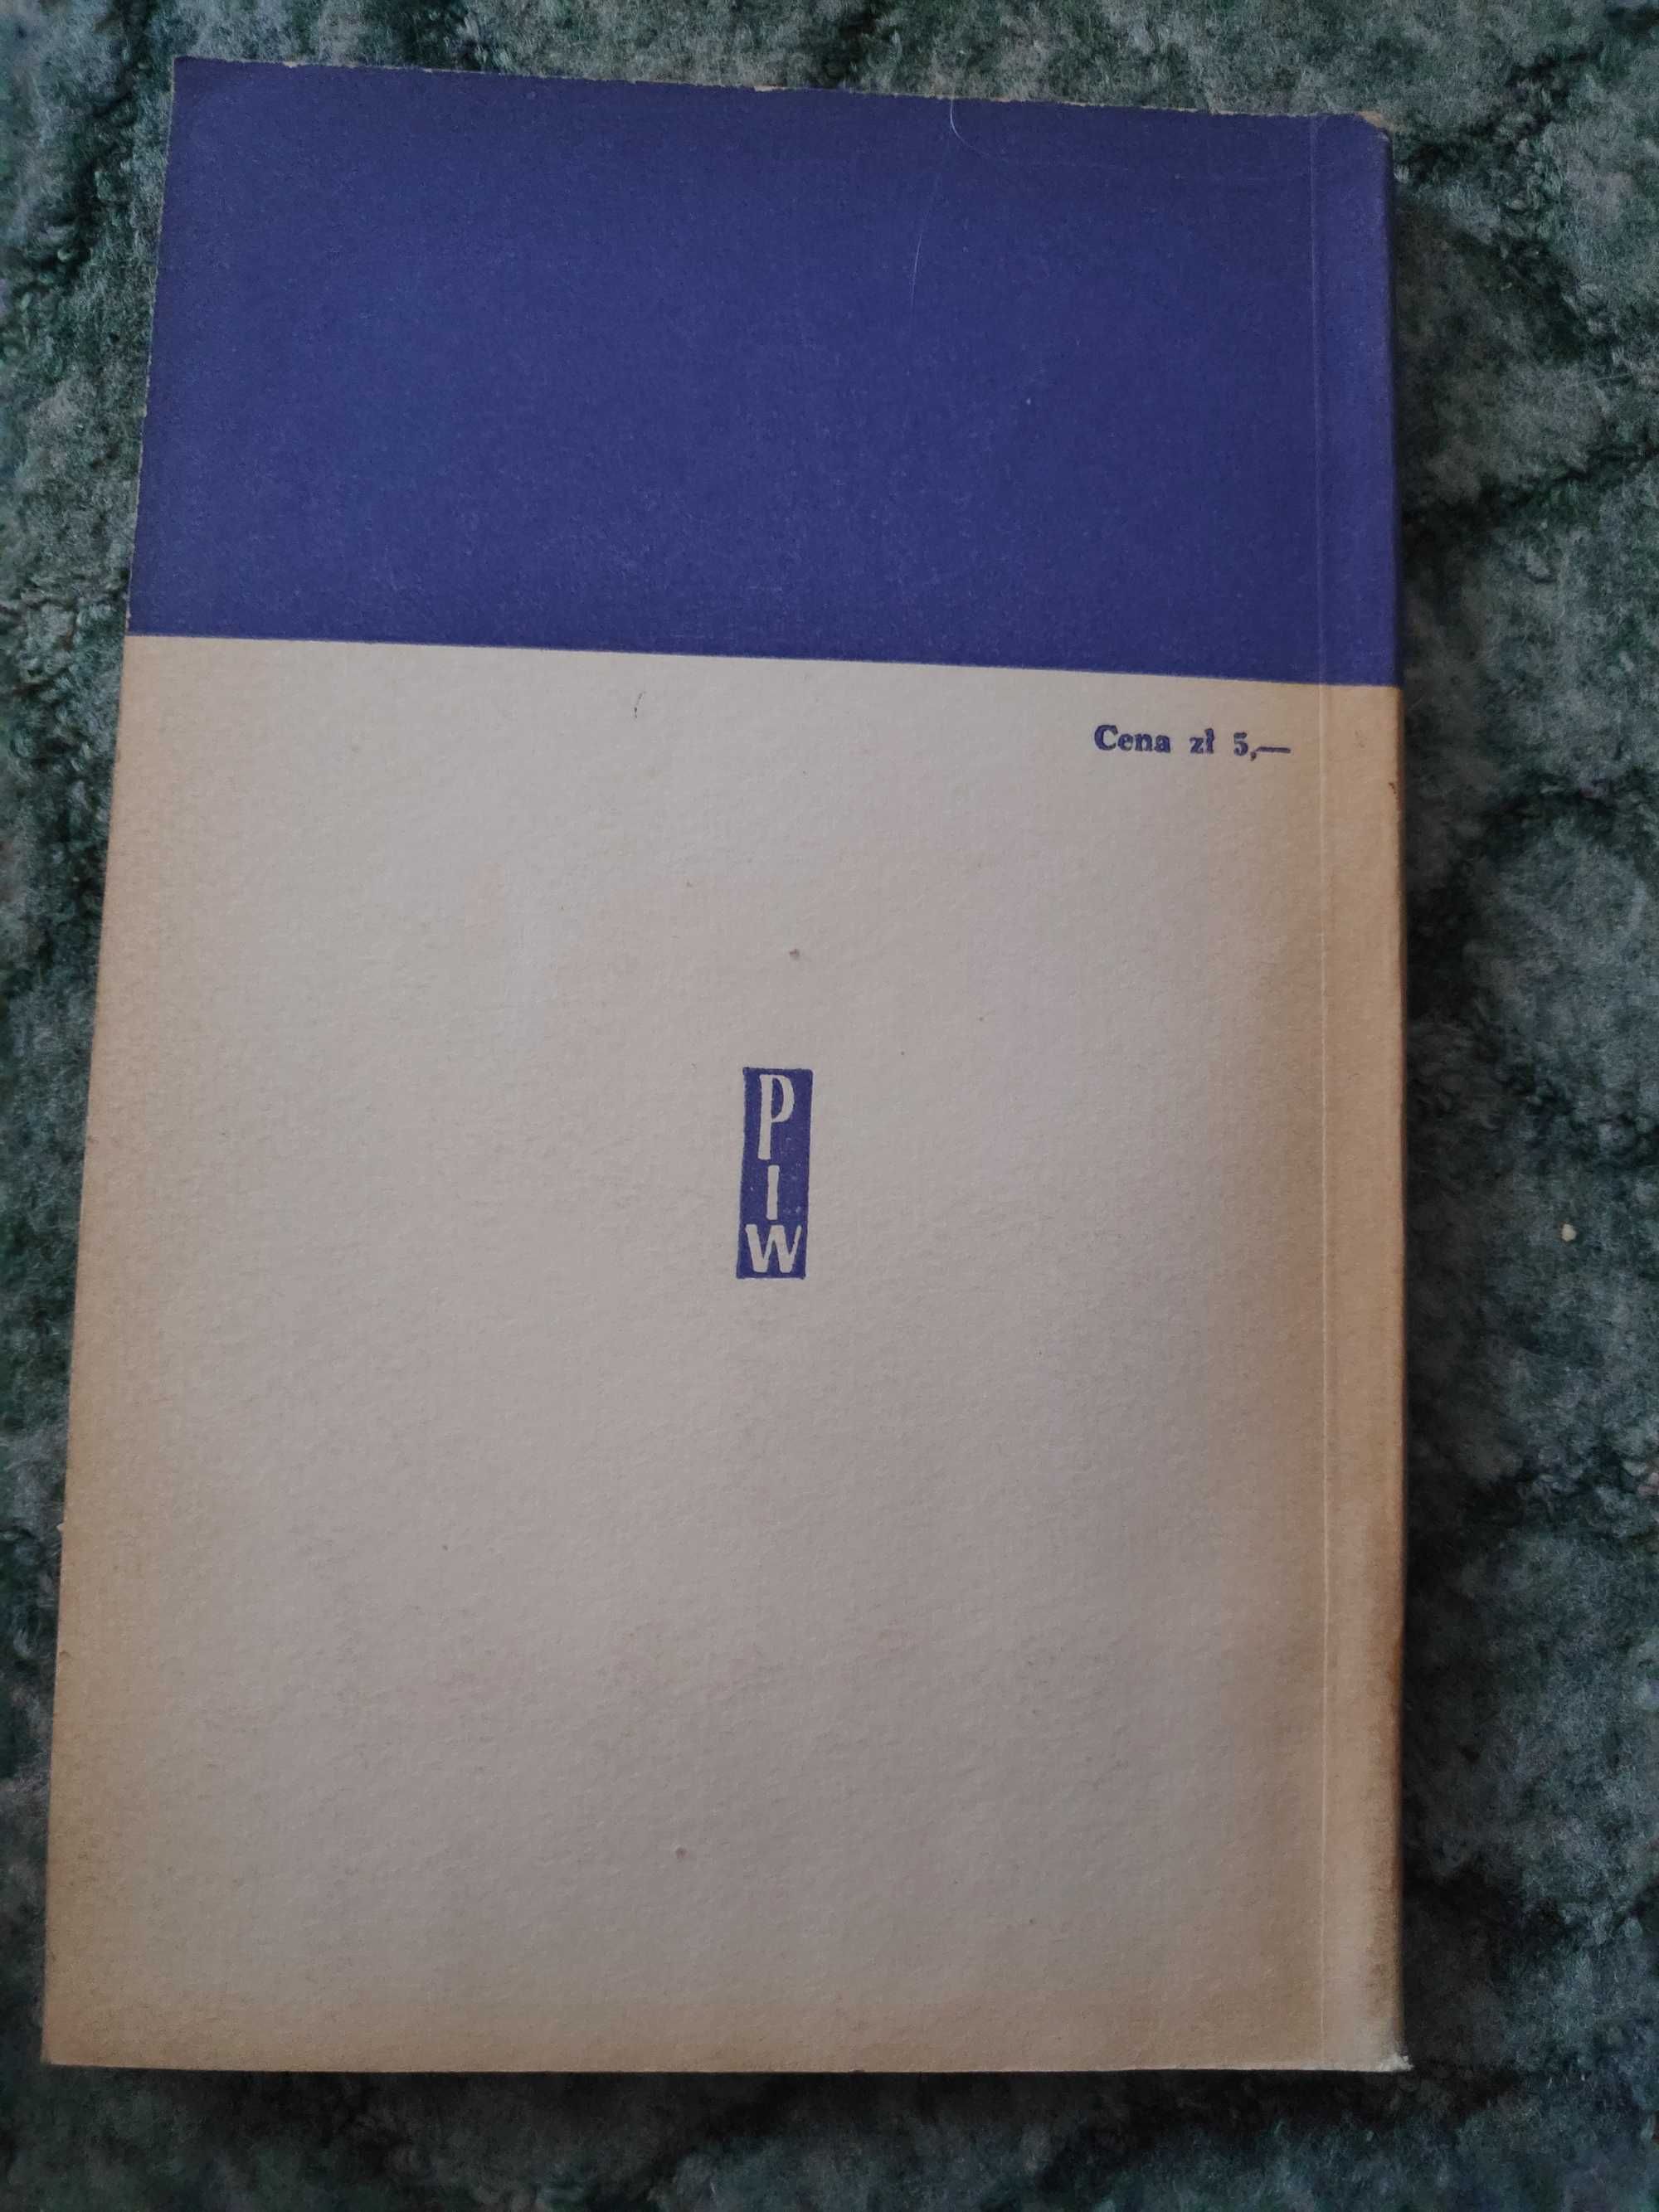 Cena zł 5,—
P
I
W